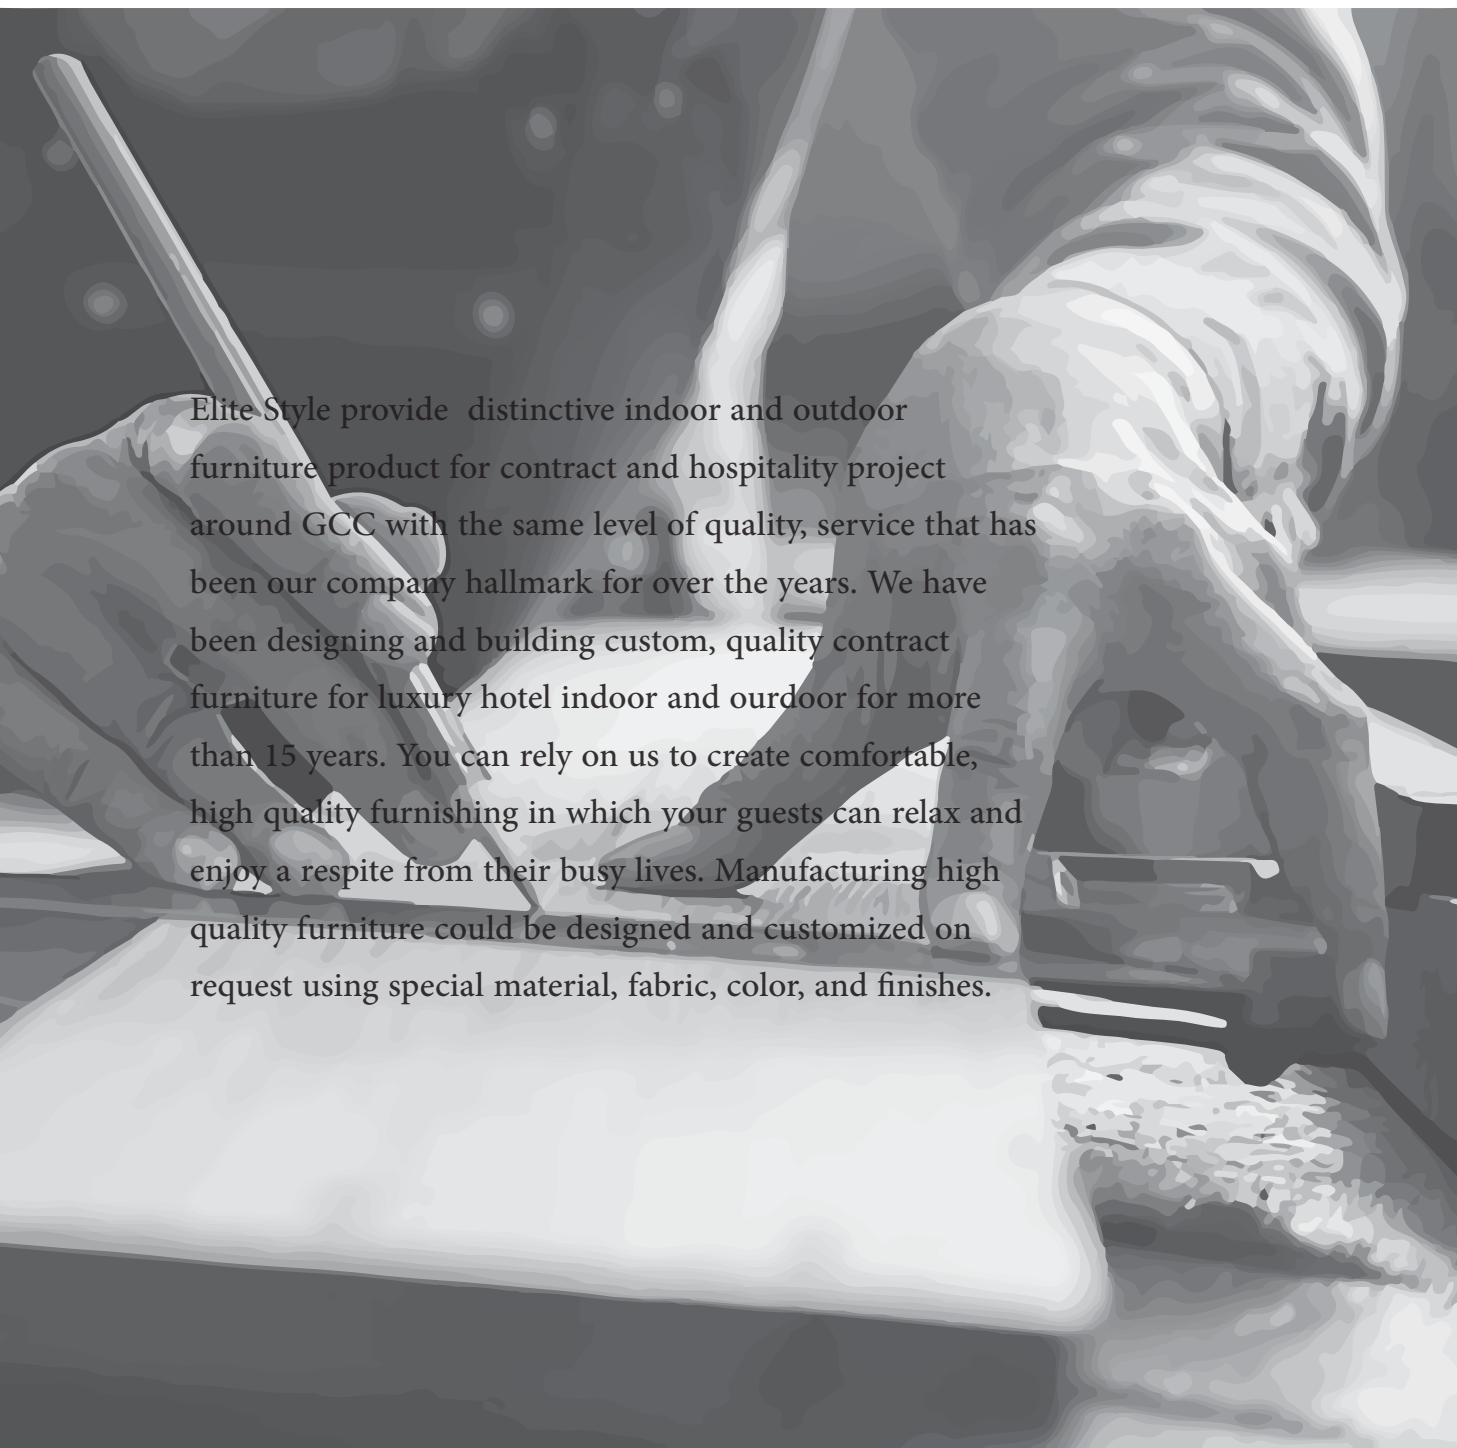 Elite Style provide  distinctive indoor and outdoor
furniture product for contract and hospitality project
around GCC with the same level of quality, service that has
been our company hallmark for over the years. We have
been designing and building custom, quality contract
furniture for luxury hotel indoor and ourdoor for more
than 15 years. You can rely on us to create comfortable,
high quality furnishing in which your guests can relax and
enjoy a respite from their busy lives. Manufacturing high
quality furniture could be designed and customized on
request using special material, fabric, color, and finishes.